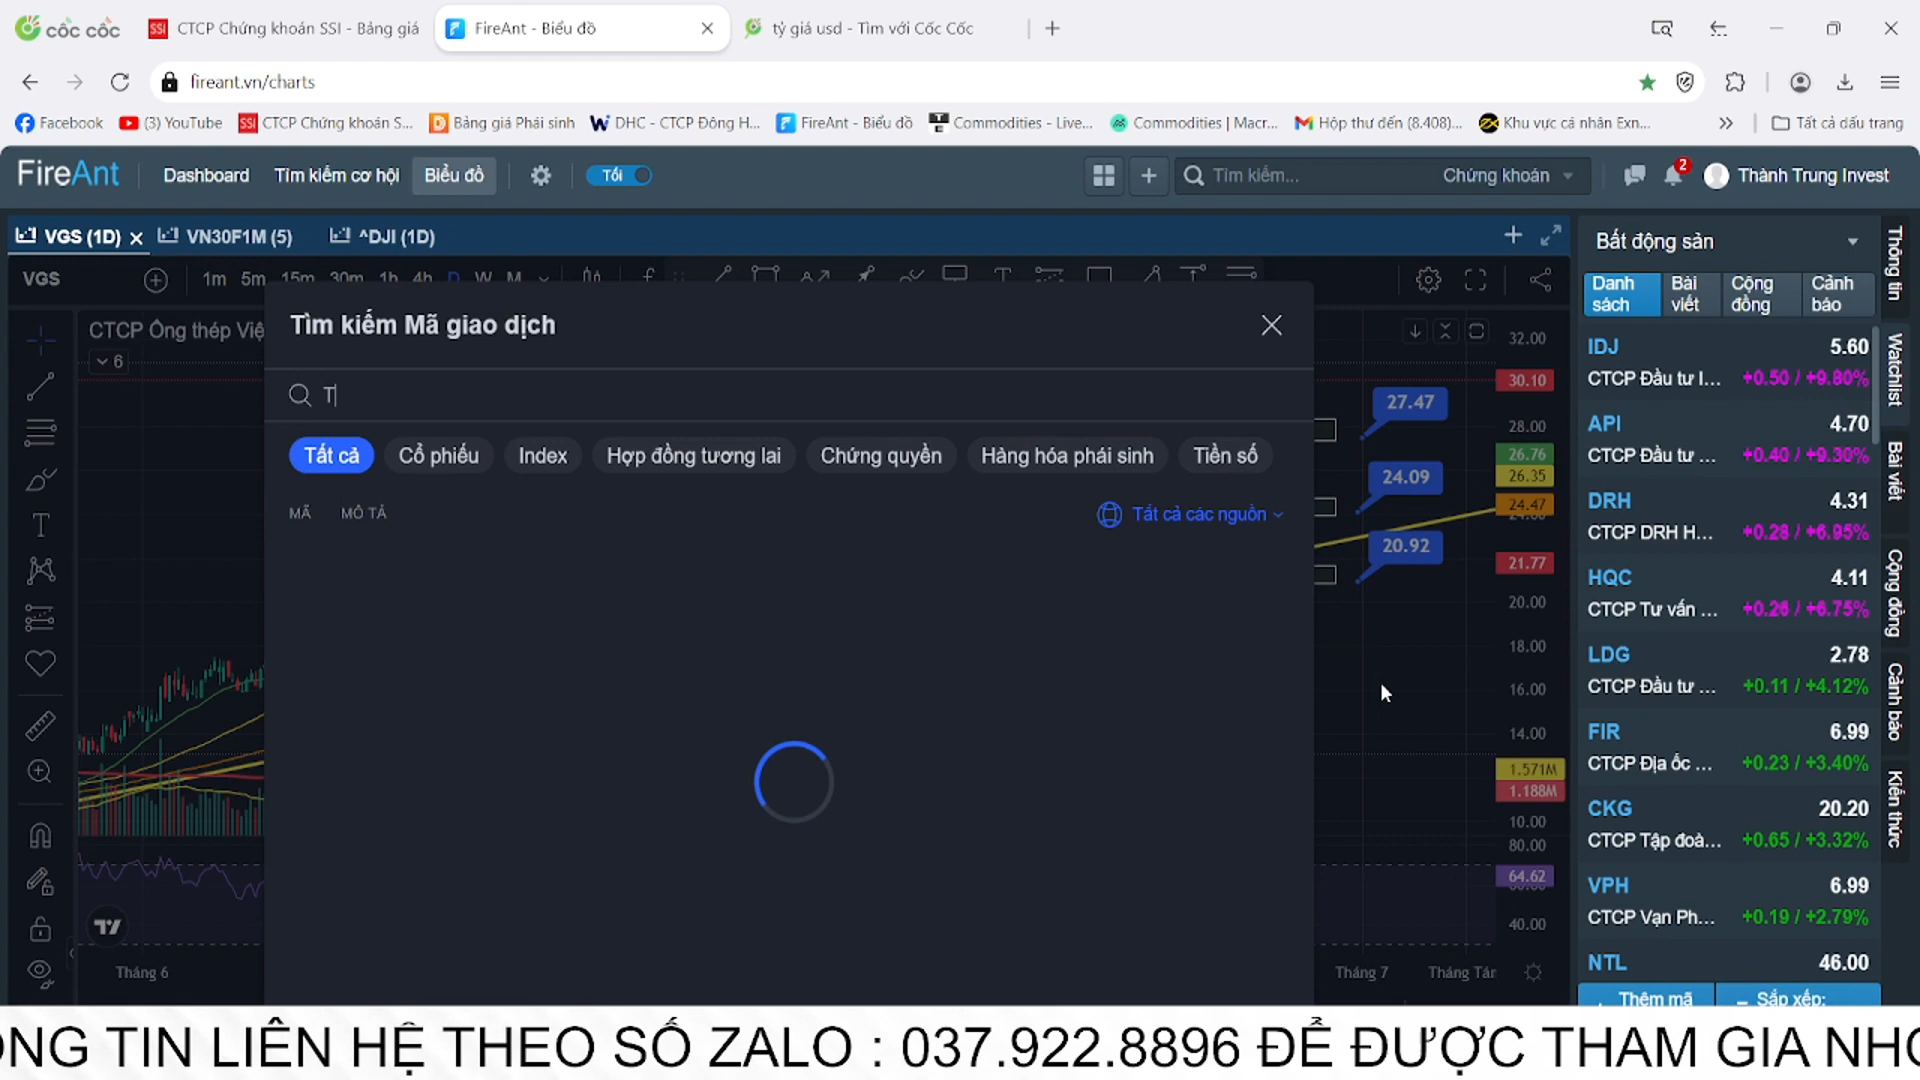 cốc cốc
SSI CTCP Chứng khoán SSI - Bảng giá
FireAnt - Biểu đồ
tỷ giá usd - Tìm với Cốc Cốc
fireant.vn/charts
Facebook
(3) YouTube
SSI CTCP Chứng khoán S...
Bảng giá Phái sinh
DHC - CTCP Đông H...
FireAnt - Biểu đồ
Commodities - Live...
Commodities | Macr...
Hộp thư đến (8.408)...
Khu vực cá nhân Exn...
Tất cả dấu trang
FireAnt
Dashboard
Tìm kiếm cơ hội
Biểu đồ
Tối
Tìm kiếm...
Chứng khoán
2
Thành Trung Invest
VGS (1D)
VN30F1M (5)
^DJI (1D)
VGS
1m 5m 15m 30m 1h 4h D W M
CTCP Ống thép Việ
6
Tìm kiếm Mã giao dịch
T
Tất cả
Cổ phiếu
Index
Hợp đồng tương lai
Chứng quyền
Hàng hóa phái sinh
Tiền số
MÃ
MÔ TẢ
Tất cả các nguồn
27.47
24.09
20.92
32.00
30.10
28.00
26.76
26.35
24.47
21.77
20.00
18.00
16.00
14.00
1.571M
1.188M
10.00
80.00
64.62
40.00
Tháng 6
Tháng 7
Tháng Tám
Bất động sản
Danh sách
Bài viết
Cộng đồng
Cảnh báo
IDJ 5.60
CTCP Đầu tư I... +0.50 / +9.80%
API 4.70
CTCP Đầu tư ... +0.40 / +9.30%
DRH 4.31
CTCP DRH H... +0.28 / +6.95%
HQC 4.11
CTCP Tư vấn ... +0.26 / +6.75%
LDG 2.78
CTCP Đầu tư ... +0.11 / +4.12%
FIR 6.99
CTCP Địa ốc ... +0.23 / +3.40%
CKG 20.20
CTCP Tập đoà... +0.65 / +3.32%
VPH 6.99
CTCP Vạn Ph... +0.19 / +2.79%
NTL 46.00
Thêm mã
Sắp xếp:
Thông tin
Watchlist
Bài viết
Cộng đồng
Cảnh báo
Kiến thức
ÔNG TIN LIÊN HỆ THEO SỐ ZALO : 037.922.8896 ĐỂ ĐƯỢC THAM GIA NHÓ